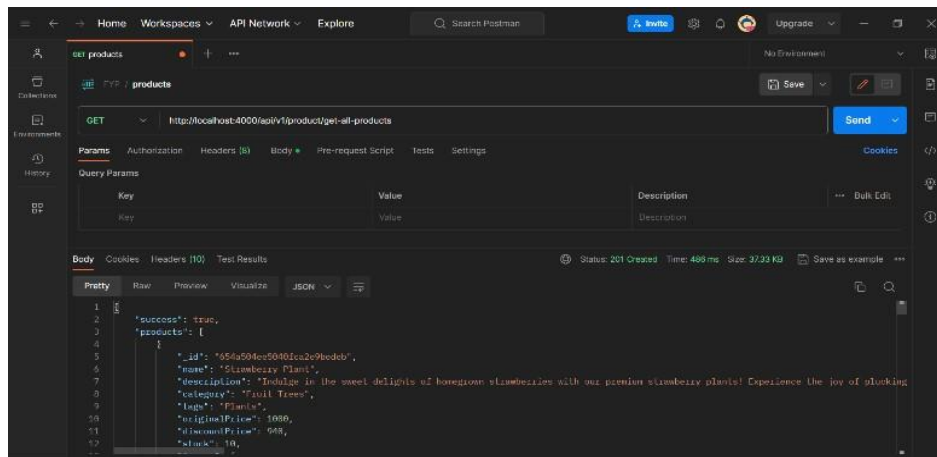 Home Workspaces API Network Explore Search Postman Invite Upgrade
GET products No Environment
FYP / products Save
GET http://localhost:4000/api/v1/product/get-all-products Send
Params Authorization Headers (8) Body Pre-request Script Tests Settings Cookies
Query Params
Key Value Description Bulk Edit
Key Value Description
Collections
Environments
History
Body Cookies Headers (10) Test Results Status: 201 Created Time: 486 ms Size: 37.33 KB Save as example
Pretty Raw Preview Visualize JSON
1 {
2 "success": true,
3 "products": [
4 {
5 "_id":
6 "name": "Strawberry Plant",
7 "description": "Indulge in the sweet delights of homegrown strawberries with our premium strawberry plants! Experience the joy of plucking
8 "category": "Fruit Trees",
9 "tags": "Plants",
10 "originalPrice": 1000,
11 "discountPrice": 940,
12 "stock": 10,